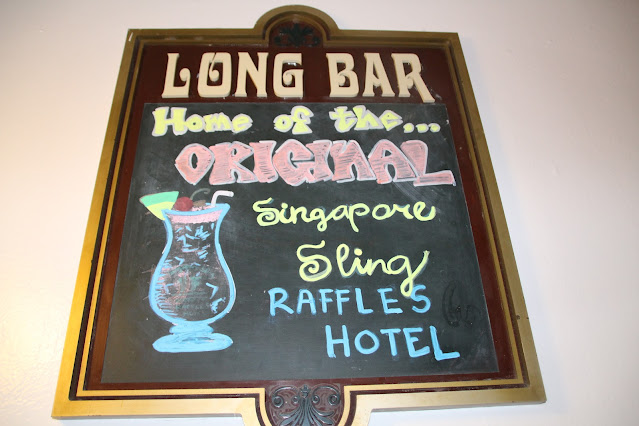 LONG BAR
Home of the...
ORIGINAL
Singapore
Sling
RAFFLES
HOTEL